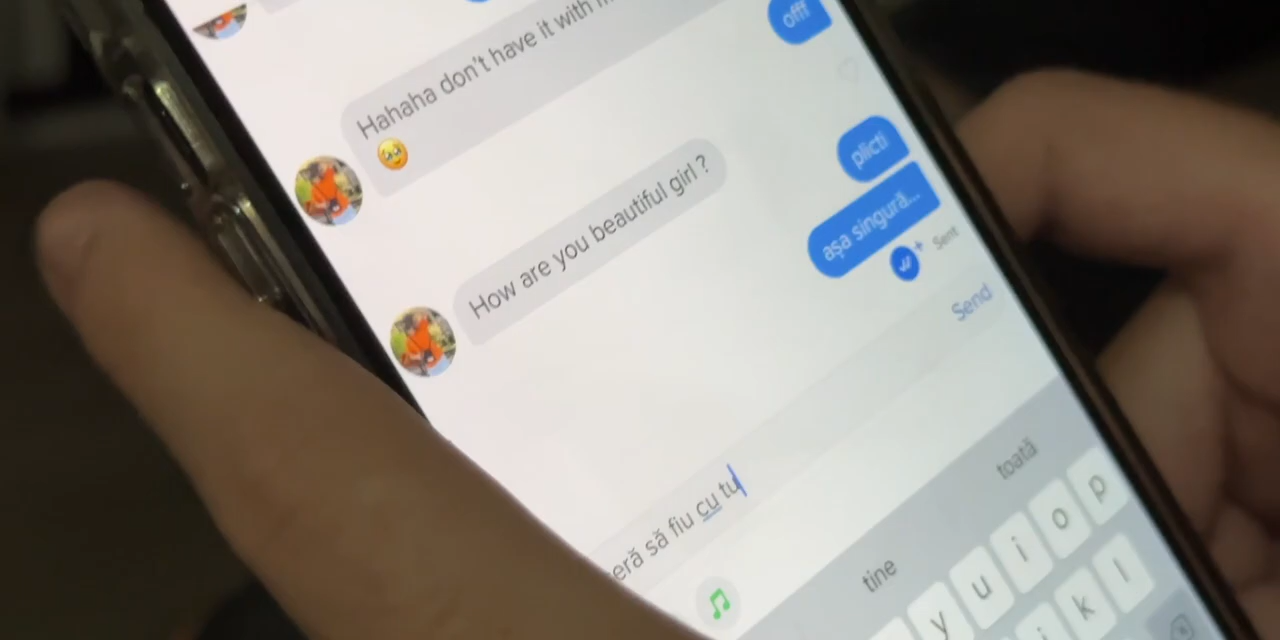 offf
Hahaha don't have it with
plicti
How are you beautiful girl ?
așa singură...
Sent
Send
eră să fiu cu tu
tine
toată
y u i o p
k l